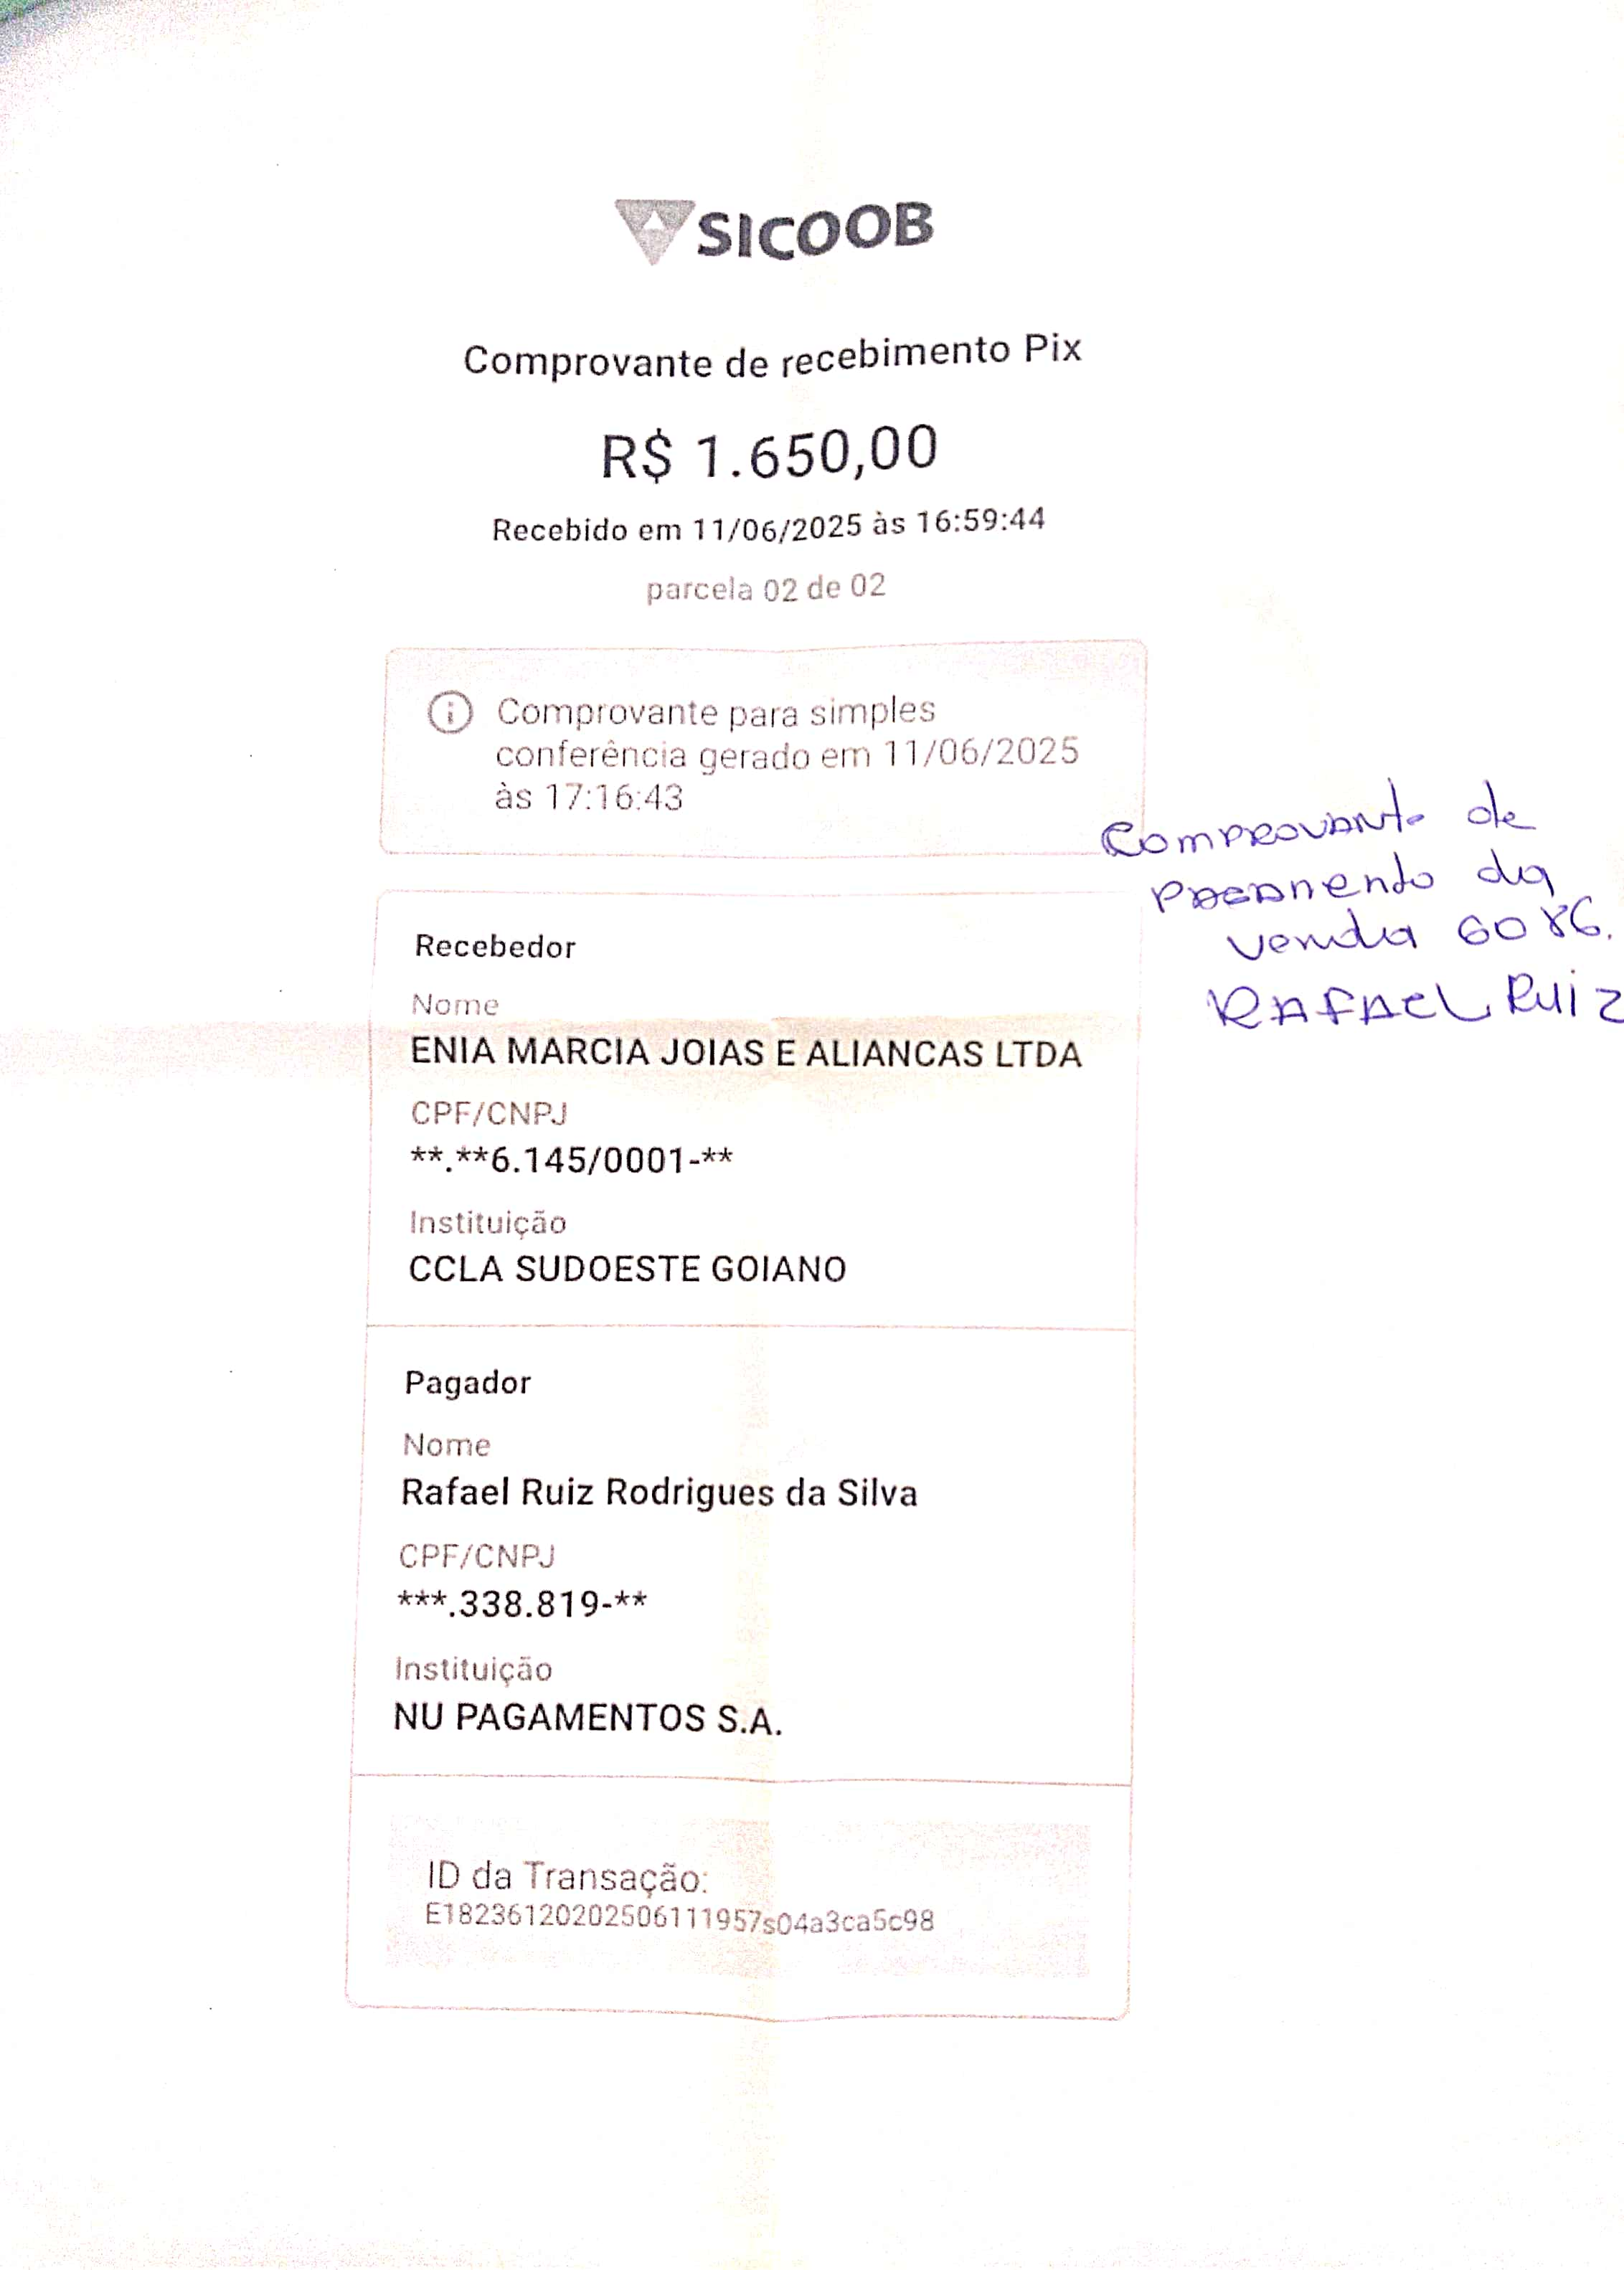 SICOOB
Comprovante de recebimento Pix
R$ 1.650,00
Recebido em 11/06/2025 às 16:59:44
parcela 02 de 02
Comprovante para simples
conferência gerado em 11/06/2025
às 17:16:43
Comprovante de
pagamento da
venda 6086.
RAFAEL RUIZ
Recebedor
Nome
ENIA MARCIA JOIAS E ALIANCAS LTDA
CPF/CNPJ
**.**6.145/0001-**
Instituição
CCLA SUDOESTE GOIANO
Pagador
Nome
Rafael Ruiz Rodrigues da Silva
CPF/CNPJ
***.338.819-**
Instituição
NU PAGAMENTOS S.A.
ID da Transação:
E18236120202506111957s04a3ca5c98